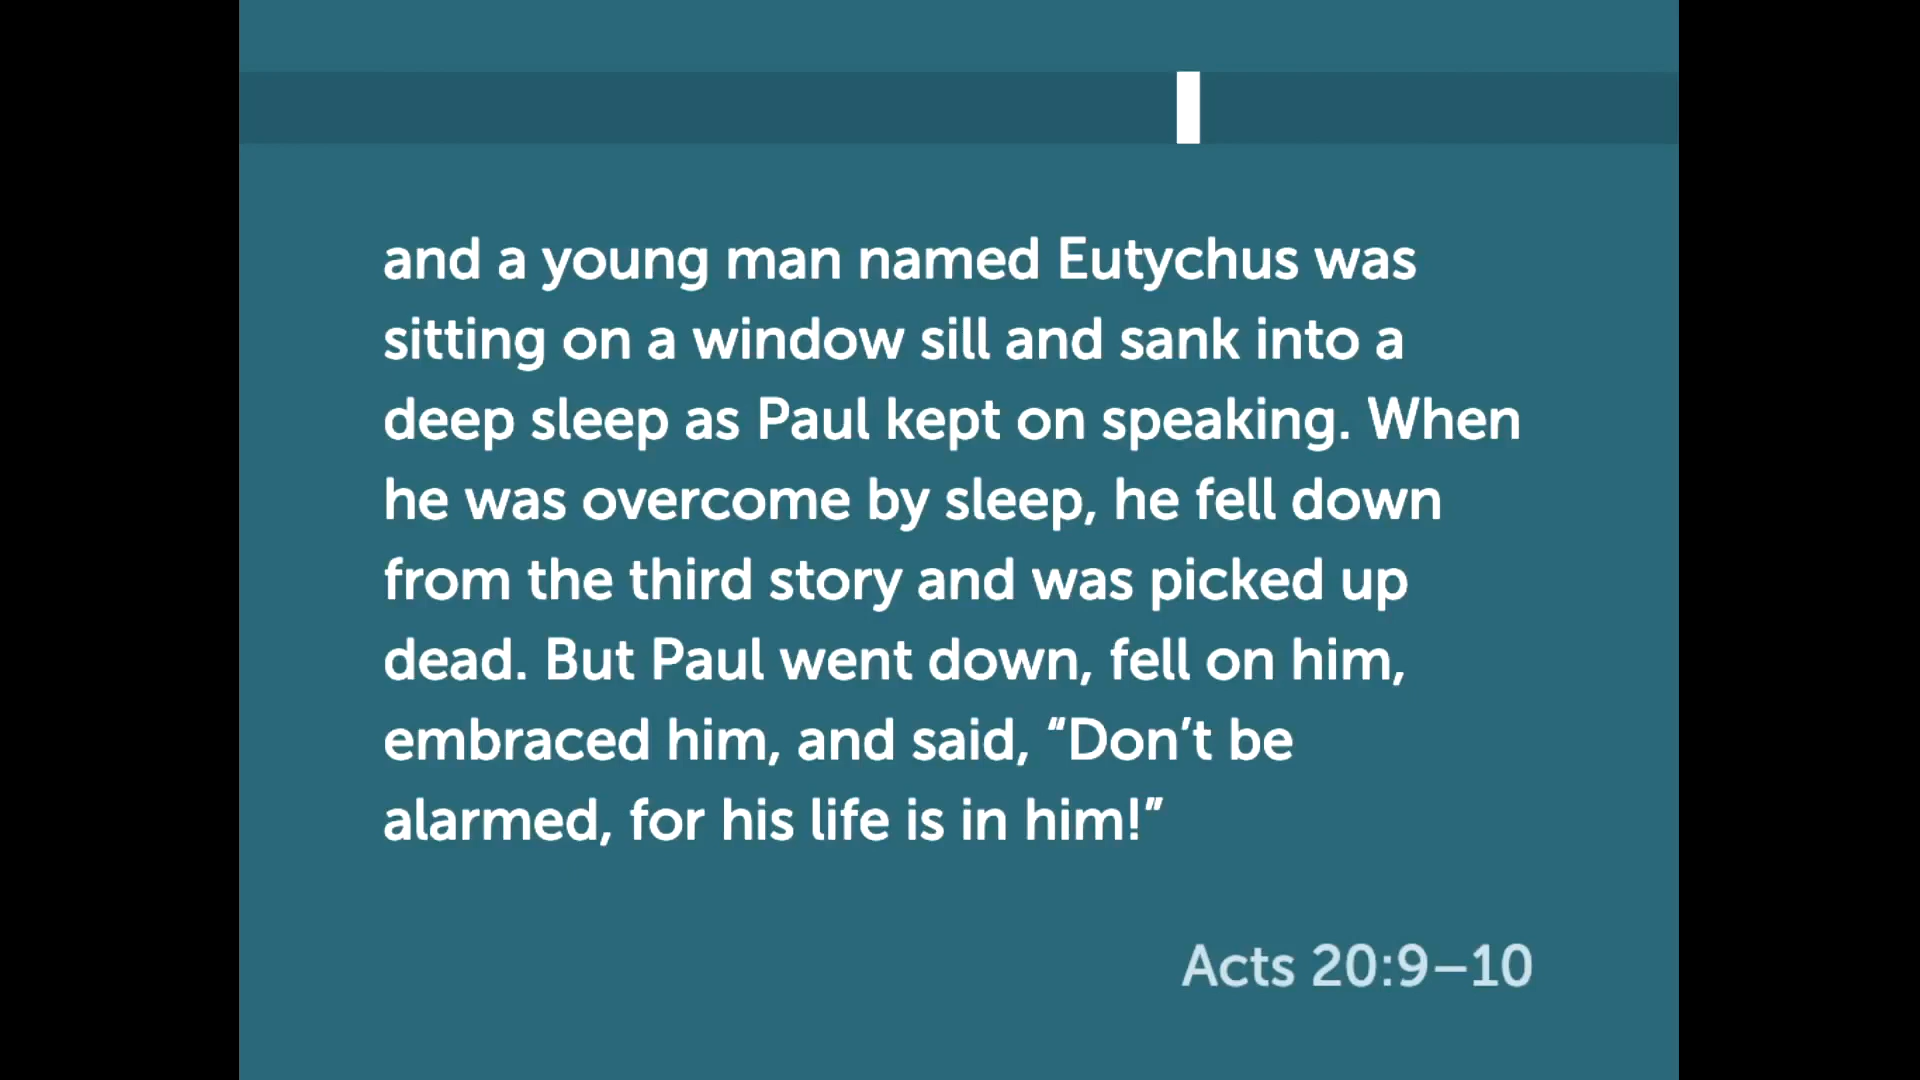 and a young man named Eutychus was
sitting on a window sill and sank into a
deep sleep as Paul kept on speaking. When
he was overcome by sleep, he fell down
from the third story and was picked up
dead. But Paul went down, fell on him,
embraced him, and said, “Don’t be
alarmed, for his life is in him!”
Acts 20:9–10